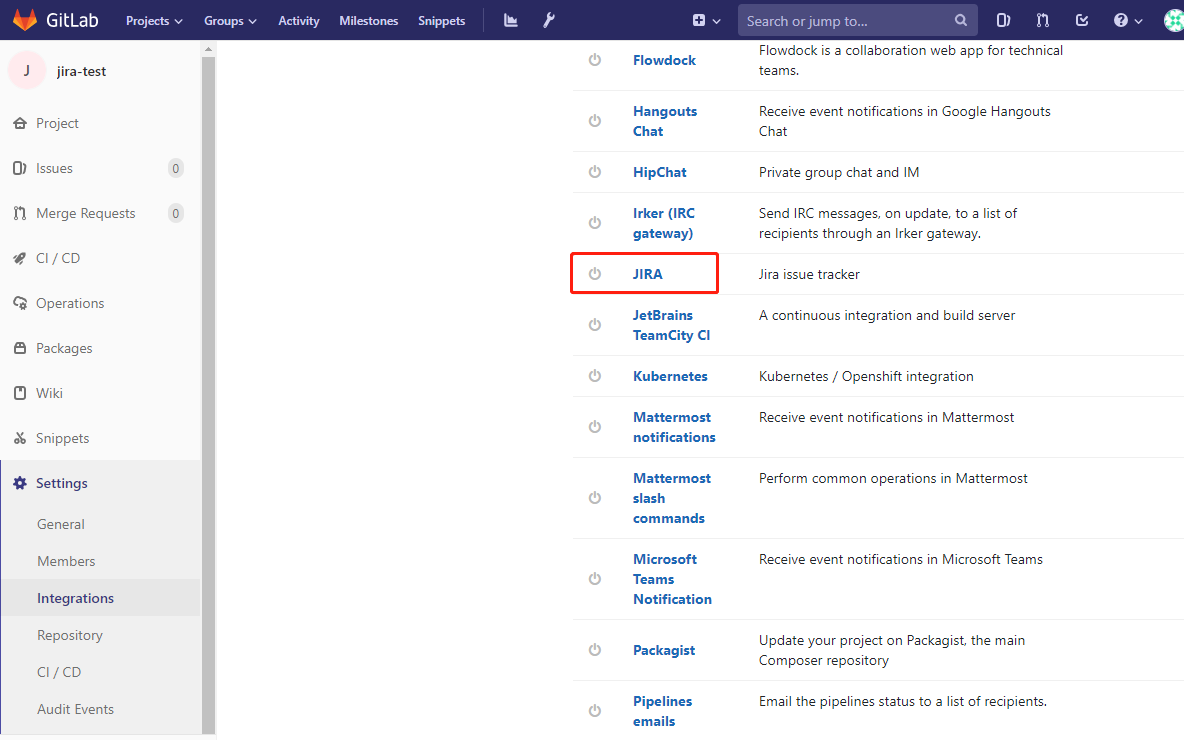 GitLab Projects Groups Activity Milestones Snippets Search or jump to...
J jira-test
Project
Issues 0
Merge Requests 0
CI / CD
Operations
Packages
Wiki
Snippets
Settings
General
Members
Integrations
Repository
CI / CD
Audit Events
Flowdock
Flowdock is a collaboration web app for technical
teams.
Hangouts
Chat
Receive event notifications in Google Hangouts
Chat
HipChat
Private group chat and IM
Irker (IRC
gateway)
Send IRC messages, on update, to a list of
recipients through an Irker gateway.
JIRA
Jira issue tracker
JetBrains
TeamCity CI
A continuous integration and build server
Kubernetes
Kubernetes / Openshift integration
Mattermost
notifications
Receive event notifications in Mattermost
Mattermost
slash
commands
Perform common operations in Mattermost
Microsoft
Teams
Notification
Receive event notifications in Microsoft Teams
Packagist
Update your project on Packagist, the main
Composer repository
Pipelines
emails
Email the pipelines status to a list of recipients.